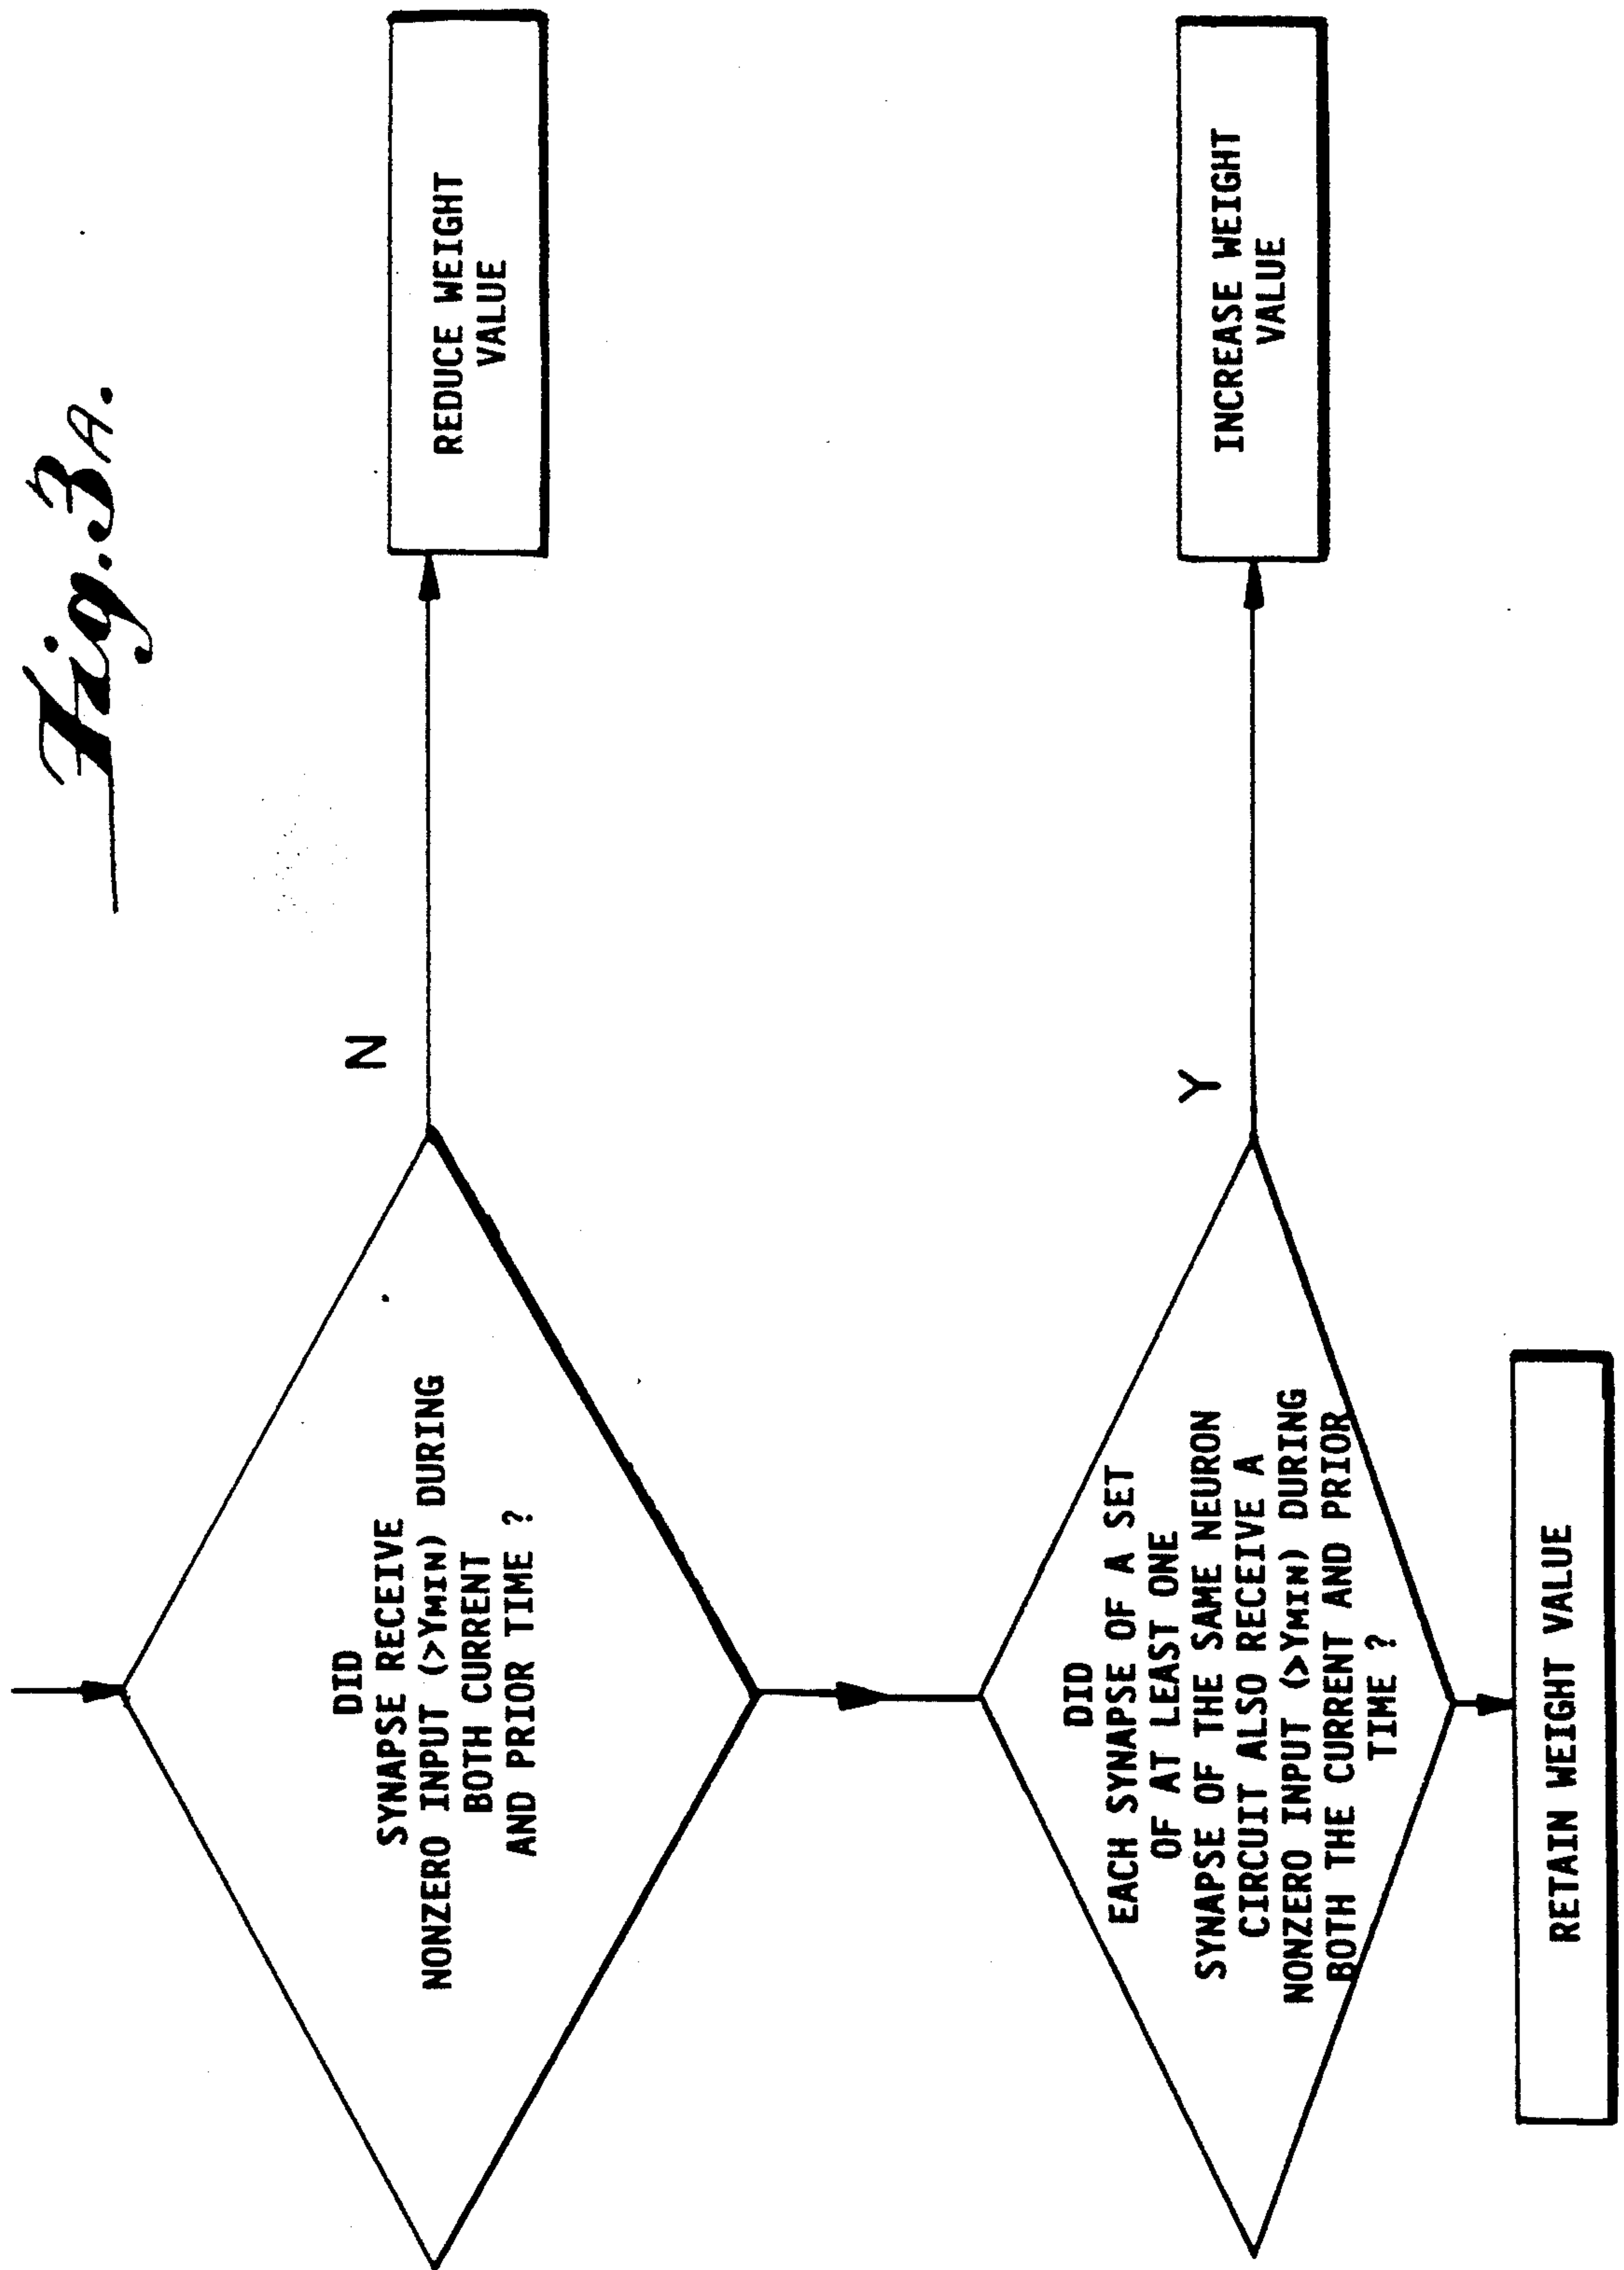 Fig. 3A.
DID
SYNAPSE RECEIVE
NONZERO INPUT (>YMIN) DURING
BOTH CURRENT
AND PRIOR TIME ?
N
REDUCE WEIGHT
VALUE
DID
EACH SYNAPSE OF A SET
OF AT LEAST ONE
SYNAPSE OF THE SAME NEURON
CIRCUIT ALSO RECEIVE A
NONZERO INPUT (>YMIN) DURING
BOTH THE CURRENT AND PRIOR
TIME ?
Y
INCREASE WEIGHT
VALUE
RETAIN WEIGHT VALUE